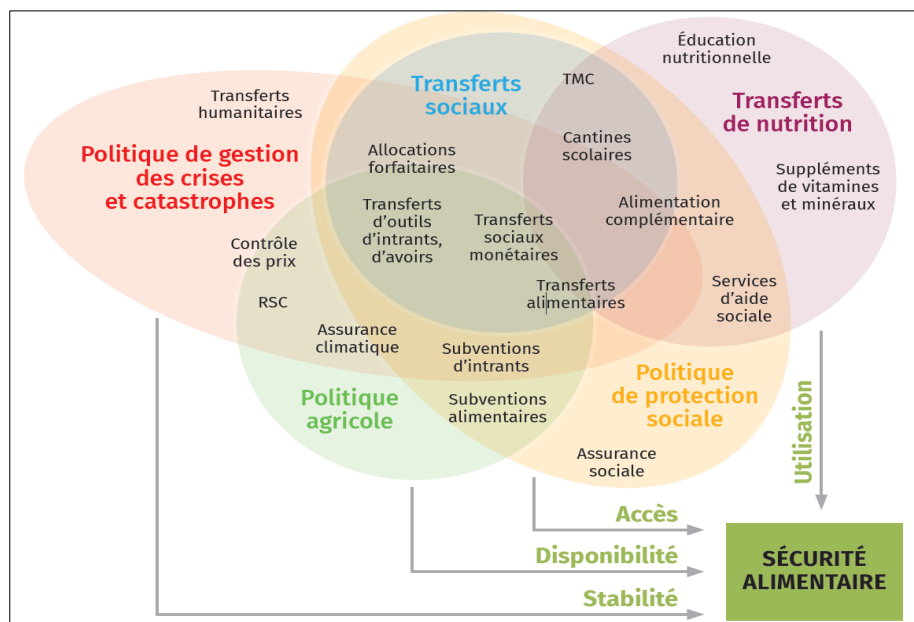 Éducation
nutritionnelle
Transferts
sociaux
TMC
Transferts
de nutrition
Transferts
humanitaires
Politique de gestion
des crises
et catastrophes
Allocations
forfaitaires
Cantines
scolaires
Suppléments
de vitamines
et minéraux
Transferts
d'outils
d'intrants,
d'avoirs
Transferts
sociaux
monétaires
Alimentation
complémentaire
Contrôle
des prix
RSC
Transferts
alimentaires
Services
d'aide
sociale
Assurance
climatique
Subventions
d'intrants
Politique
agricole
Subventions
alimentaires
Politique
de protection
sociale
Assurance
sociale
Utilisation
Accès
Disponibilité
Stabilité
SÉCURITÉ
ALIMENTAIRE